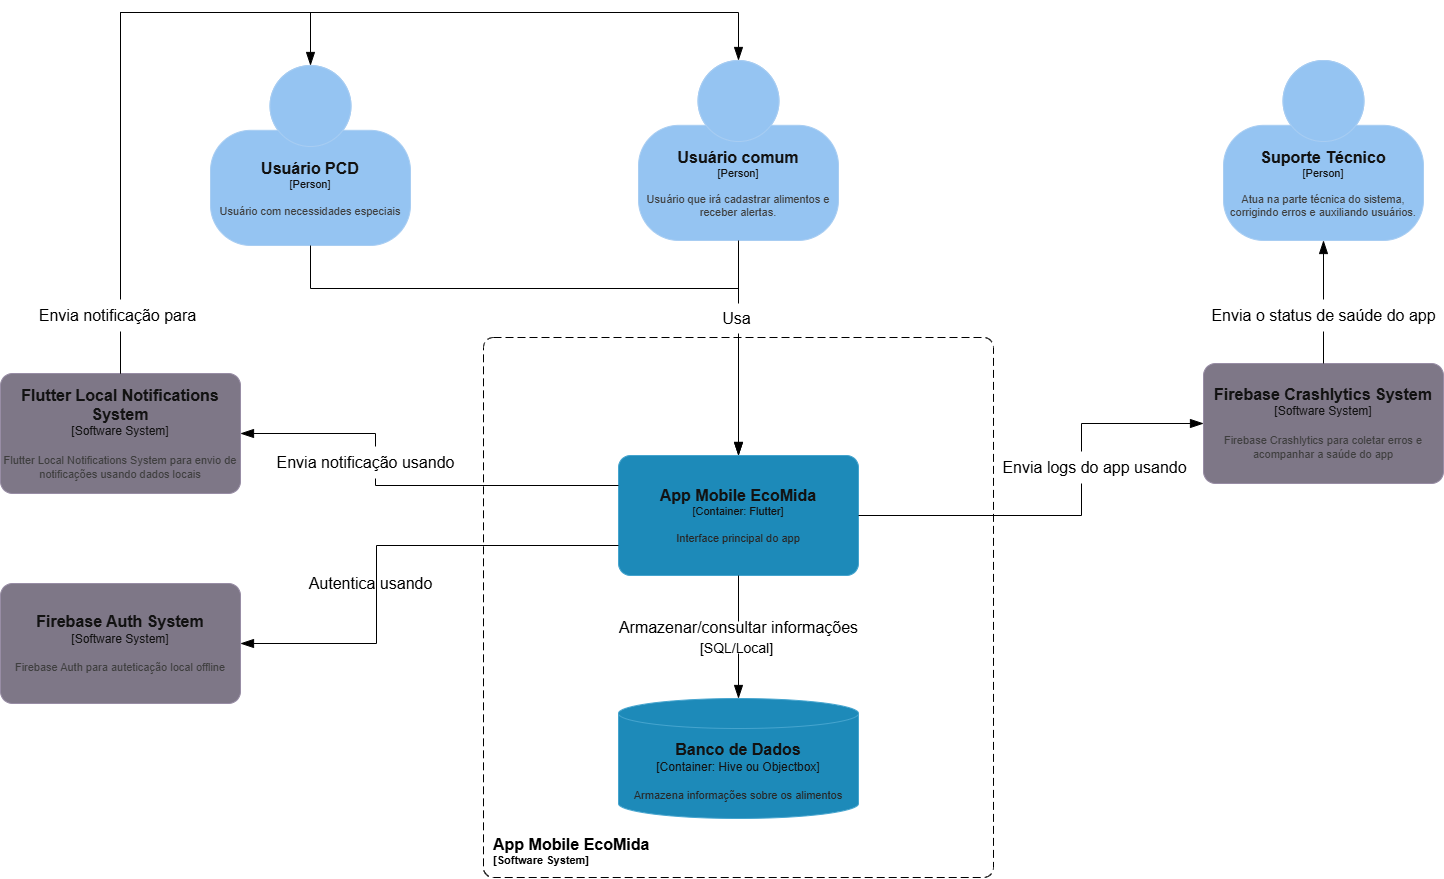 Usuário PCD
[Person]
Usuário com necessidades especiais
Usuário comum
[Person]
Usuário que irá cadastrar alimentos e
receber alertas.
Suporte Técnico
[Person]
Atua na parte técnica do sistema,
corrigindo erros e auxiliando usuários.
Envia notificação para
Usa
Envia o status de saúde do app
Flutter Local Notifications
System
[Software System]
Flutter Local Notifications System para envio de
notificações usando dados locais
Envia notificação usando
Firebase Crashlytics System
[Software System]
Firebase Crashlytics para coletar erros e
acompanhar a saúde do app
Envia logs do app usando
App Mobile EcoMida
[Container: Flutter]
Interface principal do app
Autentica usando
Firebase Auth System
[Software System]
Firebase Auth para auteticação local offline
Armazenar/consultar informações
[SQL/Local]
Banco de Dados
[Container: Hive ou Objectbox]
Armazena informações sobre os alimentos
App Mobile EcoMida
[Software System]